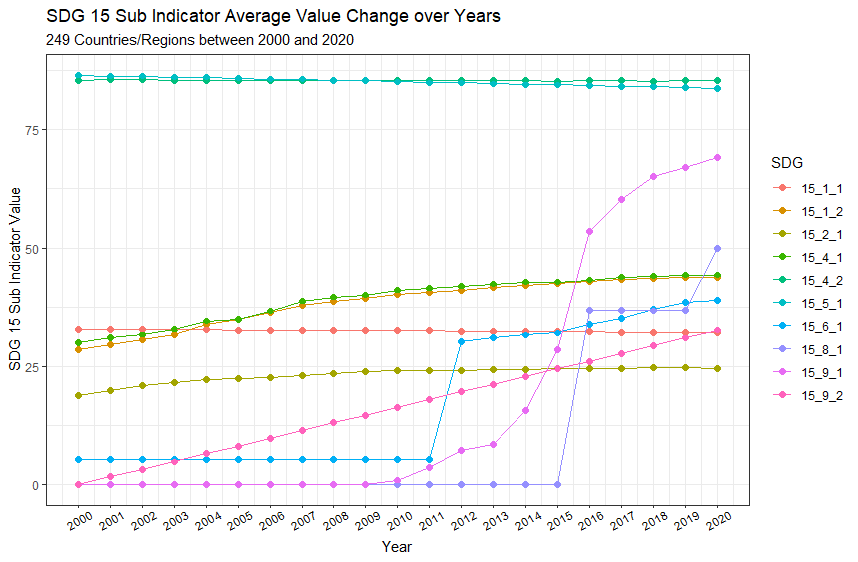 SDG 15 Sub Indicator Average Value Change over Years
249 Countries/Regions between 2000 and 2020
SDG 15 Sub Indicator Value
75
50
25
0
2000 2001 2002 2003 2004 2005 2006 2007 2008 2009 2010 2011 2012 2013 2014 2015 2016 2017 2018 2019 2020
Year
SDG
15_1_1
15_1_2
15_2_1
15_4_1
15_4_2
15_5_1
15_6_1
15_8_1
15_9_1
15_9_2